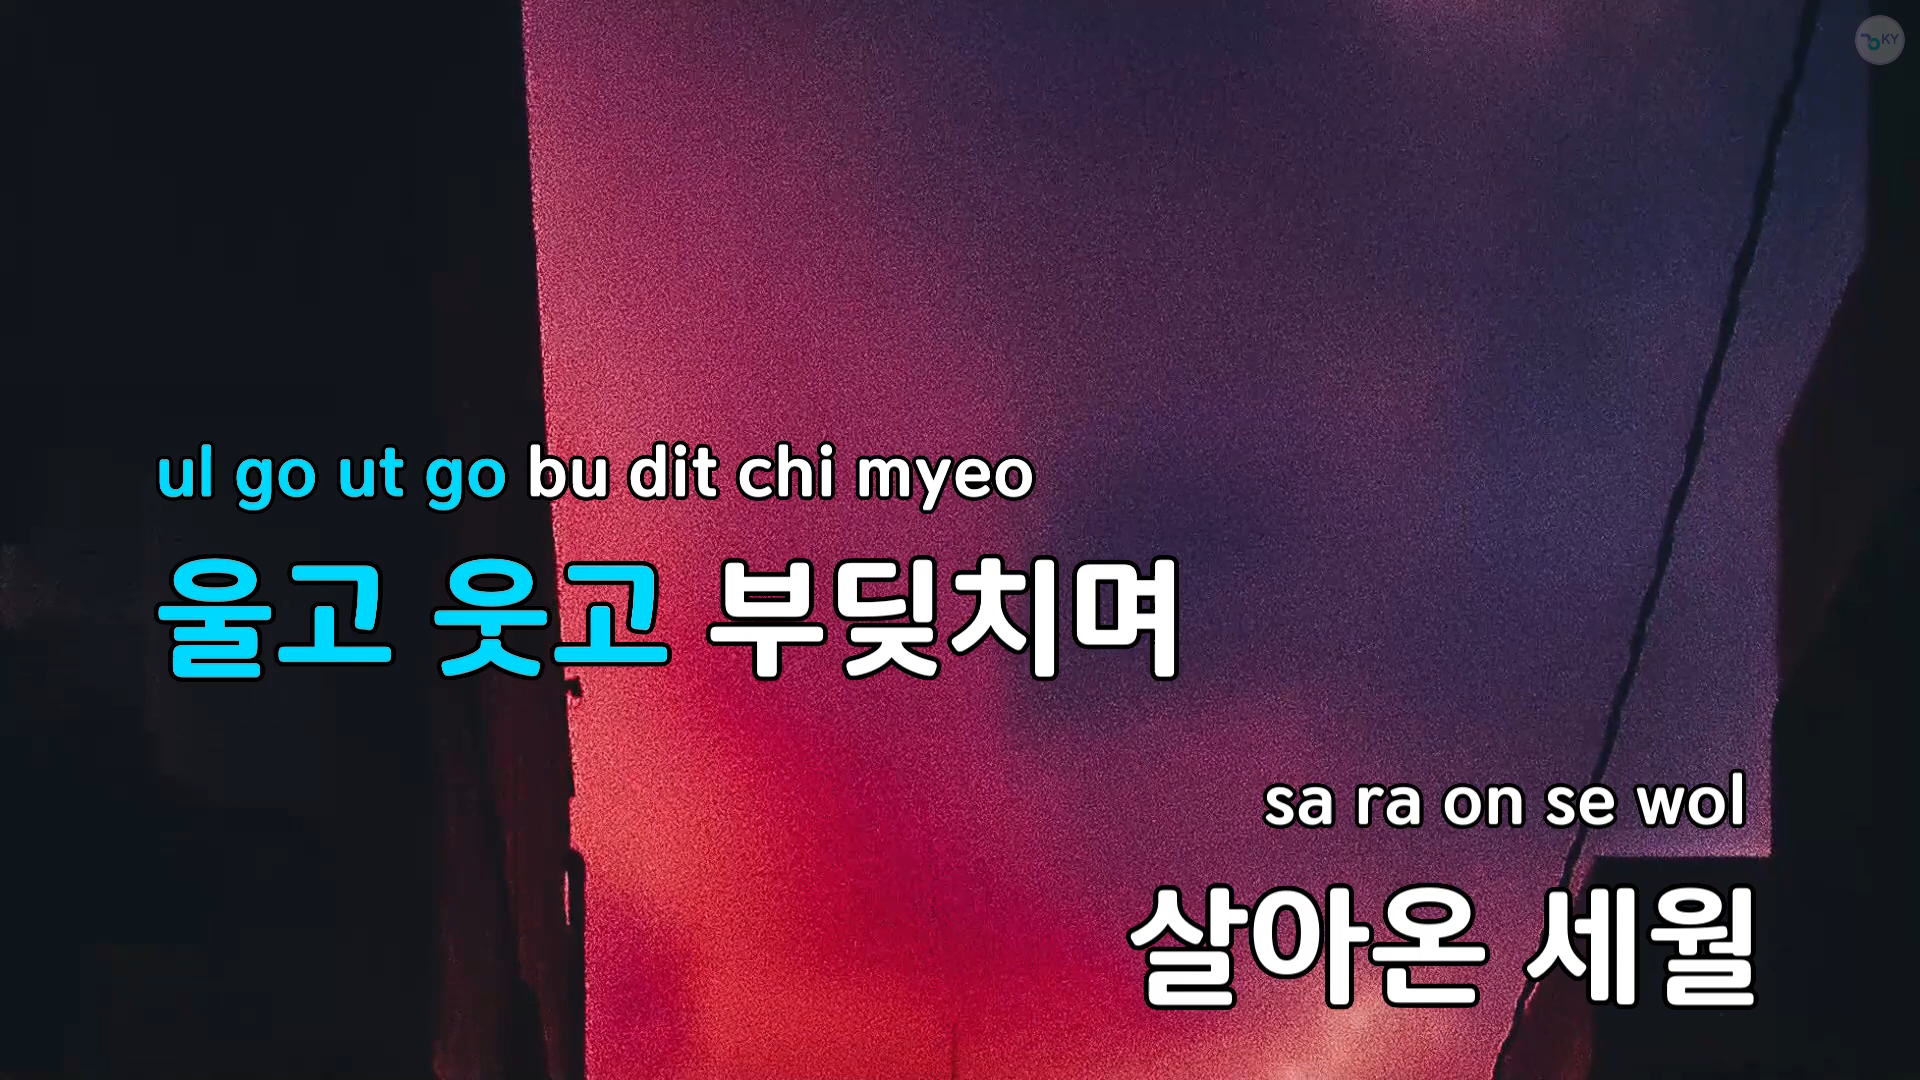 KY
ul go ut go bu dit chi myeo
울고 웃고 부딪치며
sa ra on se wol
살아온 세월